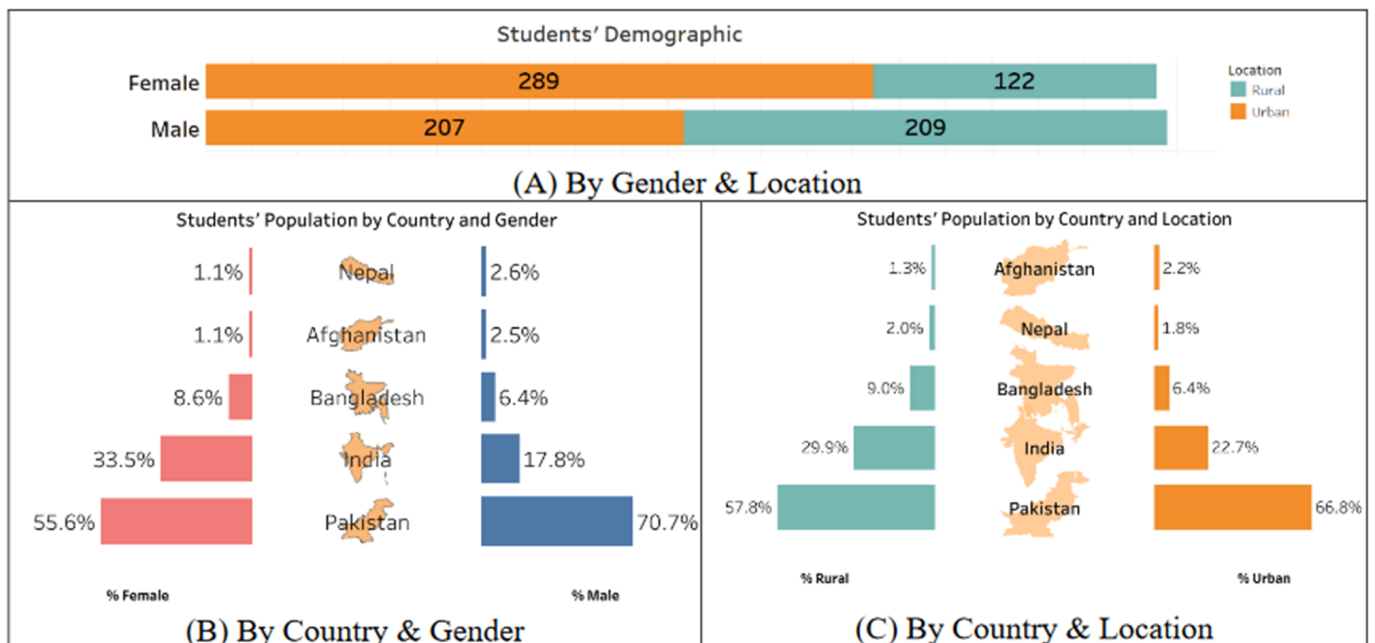 Students' Demographic
Female 289 122
Male 207 209
Location
Rural
Urban
(A) By Gender & Location
Students' Population by Country and Gender
1.1% Nepal 2.6%
1.1% Afghanistan 2.5%
8.6% Bangladesh 6.4%
33.5% India 17.8%
55.6% Pakistan 70.7%
% Female % Male
(B) By Country & Gender
Students' Population by Country and Location
1.3% Afghanistan 2.2%
2.0% Nepal 1.8%
9.0% Bangladesh 6.4%
29.9% India 22.7%
57.8% Pakistan 66.8%
% Rural % Urban
(C) By Country & Location